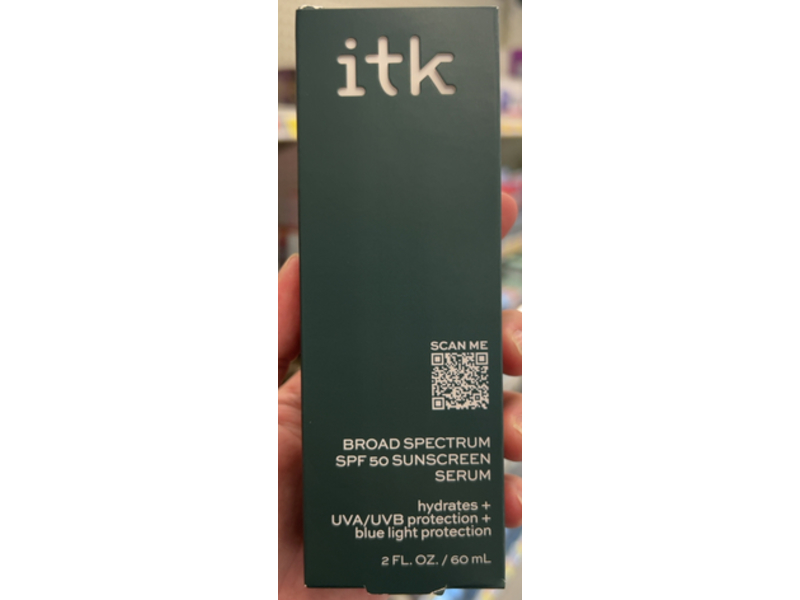 itk
SCAN ME
BROAD SPECTRUM
SPF 50 SUNSCREEN
SERUM
hydrates +
UVA/UVB protection +
blue light protection
2 FL. OZ. / 60 mL